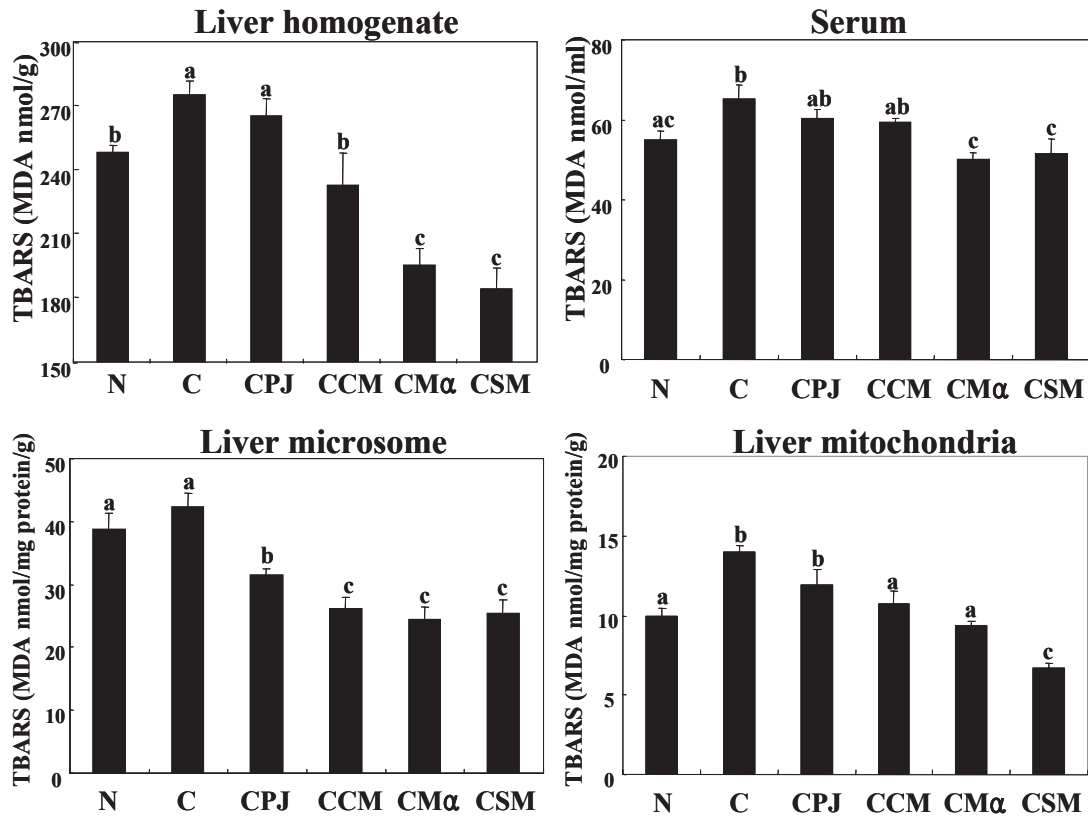 Liver homogenate
TBARS (MDA nmol/g)
300
270
240
210
180
150
b
a
a
b
c
c
N C CPJ CCM CMα CSM
Serum
TBARS (MDA nmol/ml)
80
60
40
20
0
ac
b
ab
ab
c
c
N C CPJ CCM CMα CSM
Liver microsome
TBARS (MDA nmol/mg protein/g)
50
40
30
20
10
0
a
a
b
c
c
c
N C CPJ CCM CMα CSM
Liver mitochondria
TBARS (MDA nmol/mg protein/g)
20
15
10
5
0
a
b
b
a
a
c
N C CPJ CCM CMα CSM